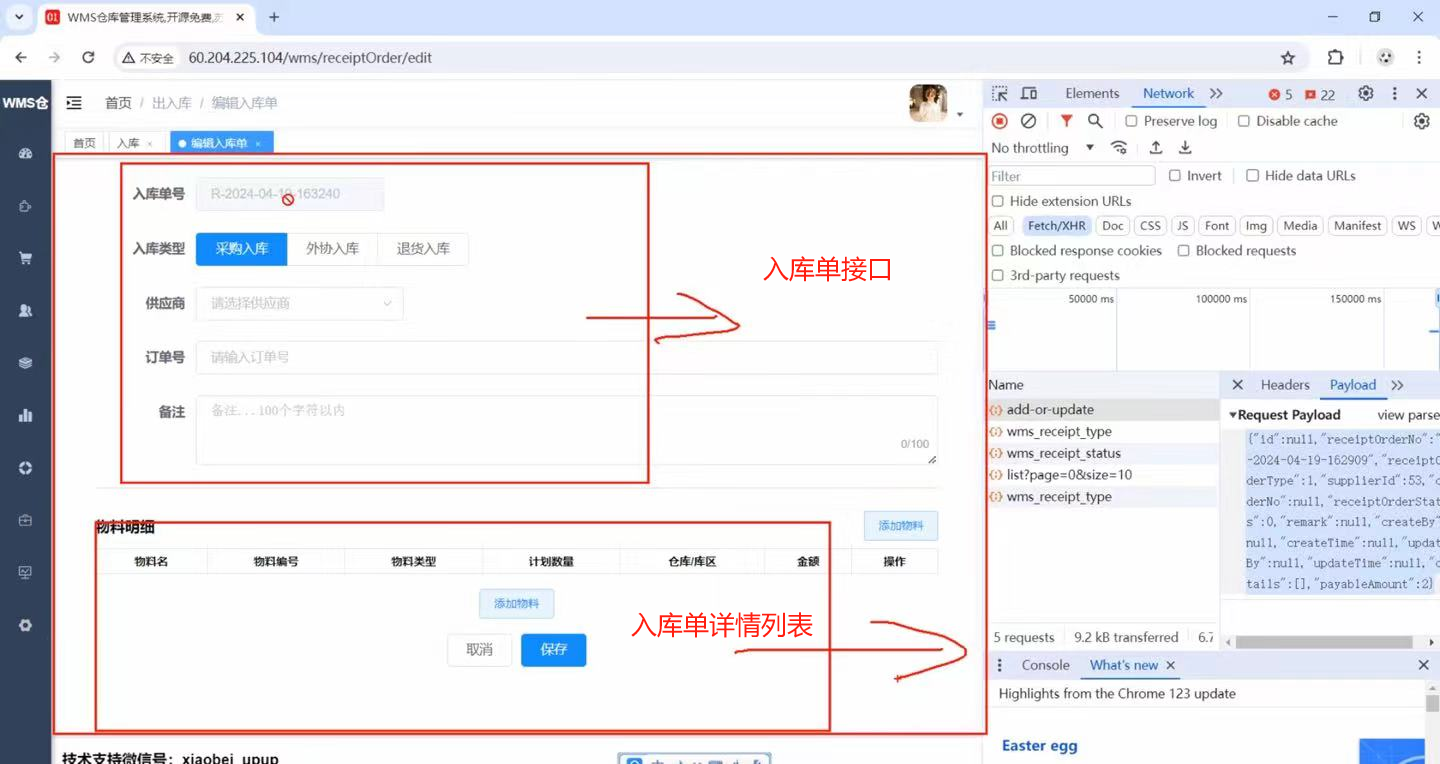 WMS仓库管理系统,开源免费,
60.204.225.104/wms/receiptOrder/edit
不安全
WMS仓
首页 / 出入库 / 编辑入库单
首页
入库
编辑入库单
入库单号
R-2024-04-19-163240
入库类型
采购入库
外协入库
退货入库
供应商
请选择供应商
订单号
请输入订单号
备注
备注...100个字符以内
0/100
入库单接口
物料明细
添加物料
物料名 物料编号 物料类型 计划数量 仓库/库区 金额 操作
添加物料
入库单详情列表
取消
保存
技术支持微信号：xiaobei_upup
Elements
Network
5
22
Preserve log
Disable cache
No throttling
Filter
Invert
Hide data URLs
Hide extension URLs
All
Fetch/XHR
Doc
CSS
JS
Font
Img
Media
Manifest
WS
Blocked response cookies
Blocked requests
3rd-party requests
50000 ms
100000 ms
150000 ms
Name
Headers
Payload
add-or-update
wms_receipt_type
wms_receipt_status
list?page=0&size=10
wms_receipt_type
Request Payload
view parse
{"id":null,"receiptOrderNo":"
-2024-04-19-162909","receiptO
derType":1,"supplierId":53,"o
derNo":null,"receiptOrderStat
s":0,"remark":null,"createBy"
null,"createTime":null,"updat
By":null,"updateTime":null,"d
tails":[],"payableAmount":2}
5 requests
9.2 kB transferred
6.7
Console
What's new
Highlights from the Chrome 123 update
Easter egg